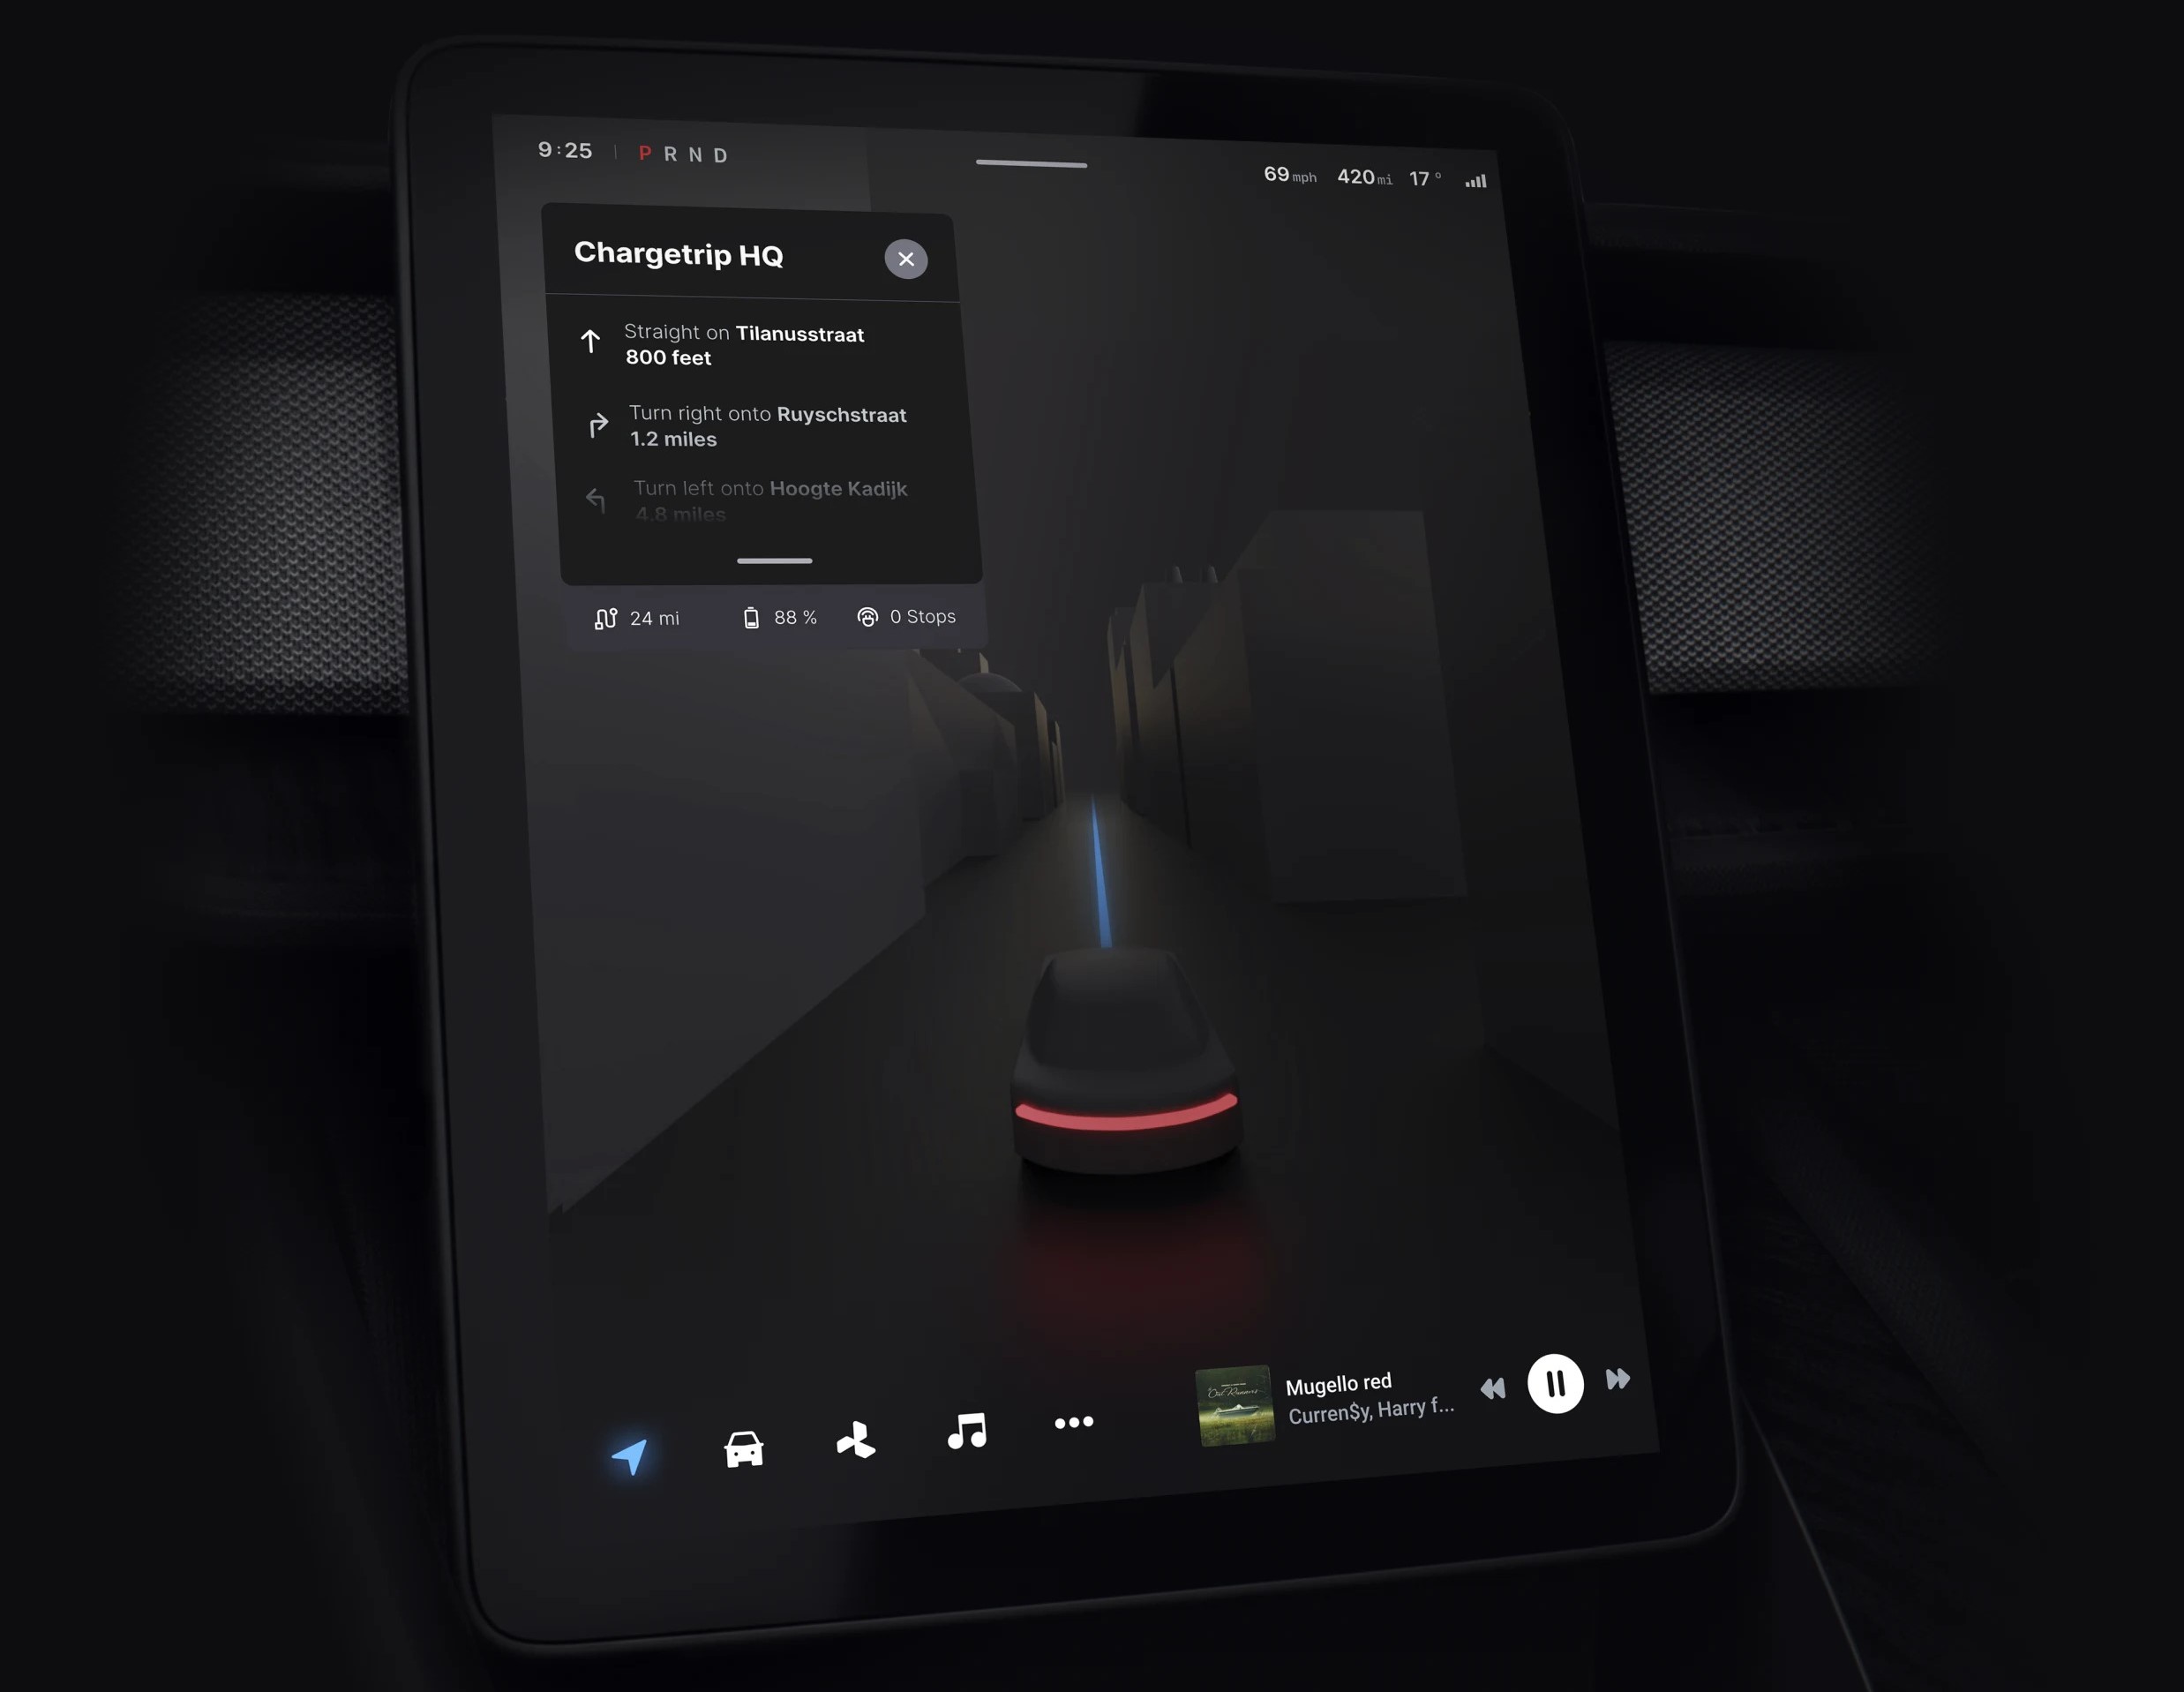 9:25 | P R N D
69 mph 420 mi 17 °
Chargetrip HQ
Straight on Tilanusstraat
800 feet
Turn right onto Ruyschstraat
1.2 miles
Turn left onto Hoogte Kadijk
4.8 miles
24 mi 88 % 0 Stops
Mugello red
Curren$y, Harry f...